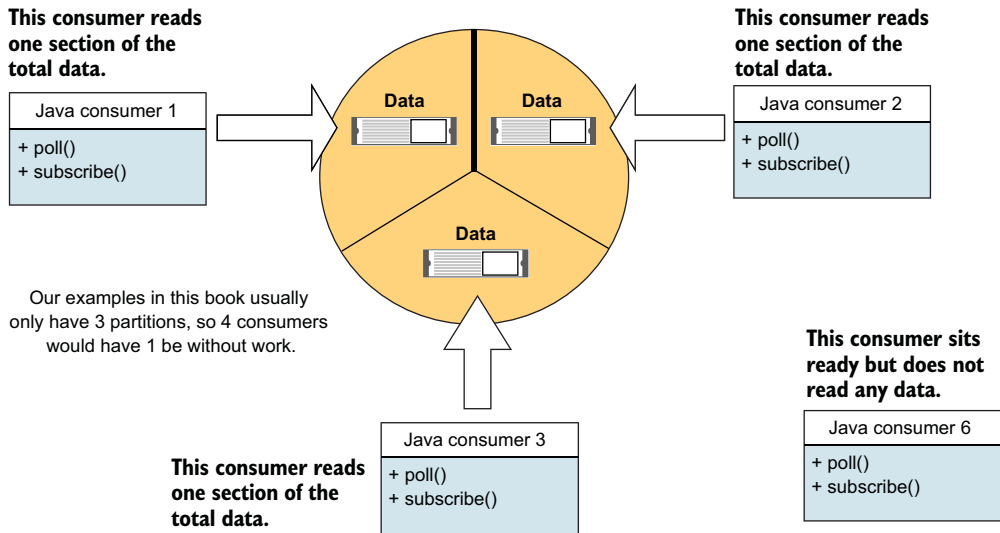 This consumer reads
one section of the
total data.
Java consumer 1
+ poll()
+ subscribe()
Data
Data
Data
This consumer reads
one section of the
total data.
Java consumer 2
+ poll()
+ subscribe()
Our examples in this book usually
only have 3 partitions, so 4 consumers
would have 1 be without work.
This consumer reads
one section of the
total data.
Java consumer 3
+ poll()
+ subscribe()
This consumer sits
ready but does not
read any data.
Java consumer 6
+ poll()
+ subscribe()